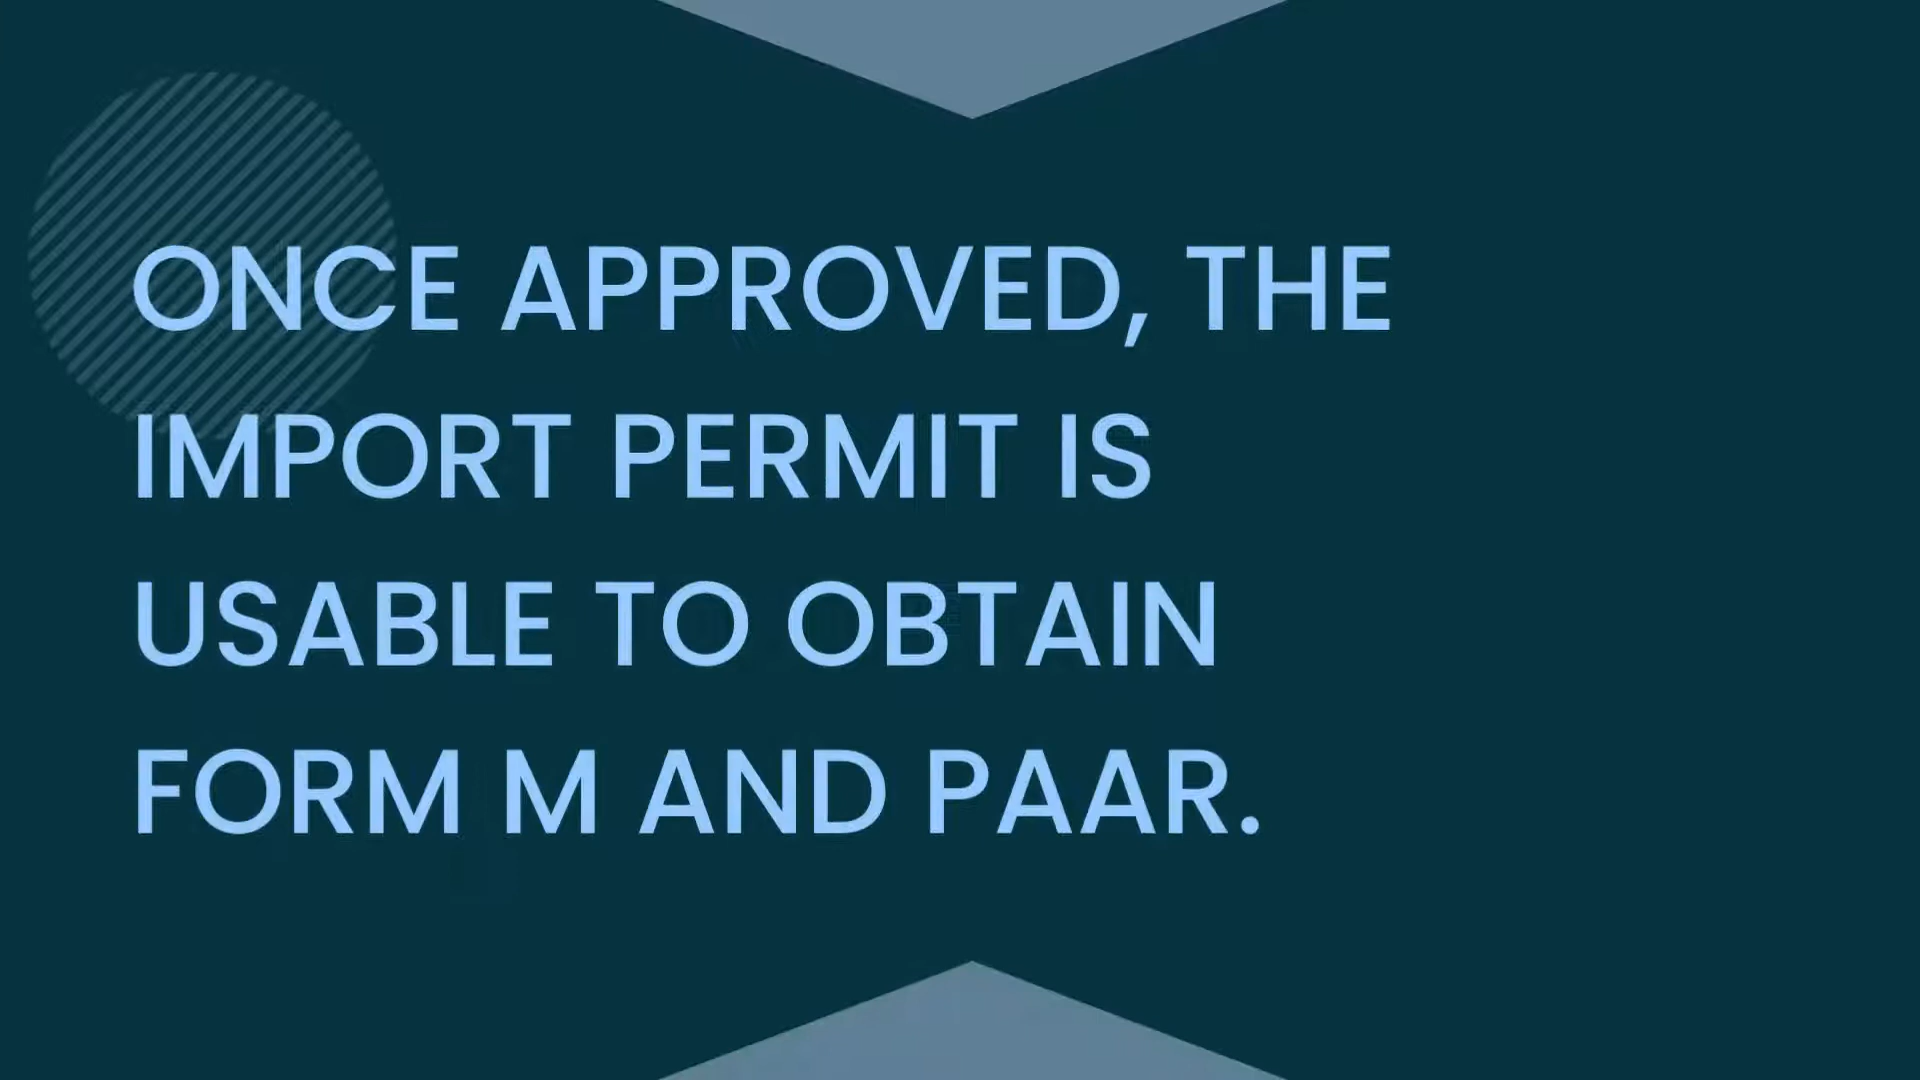 ONCE APPROVED, THE
IMPORT PERMIT IS
USABLE TO OBTAIN
FORM M AND PAAR.